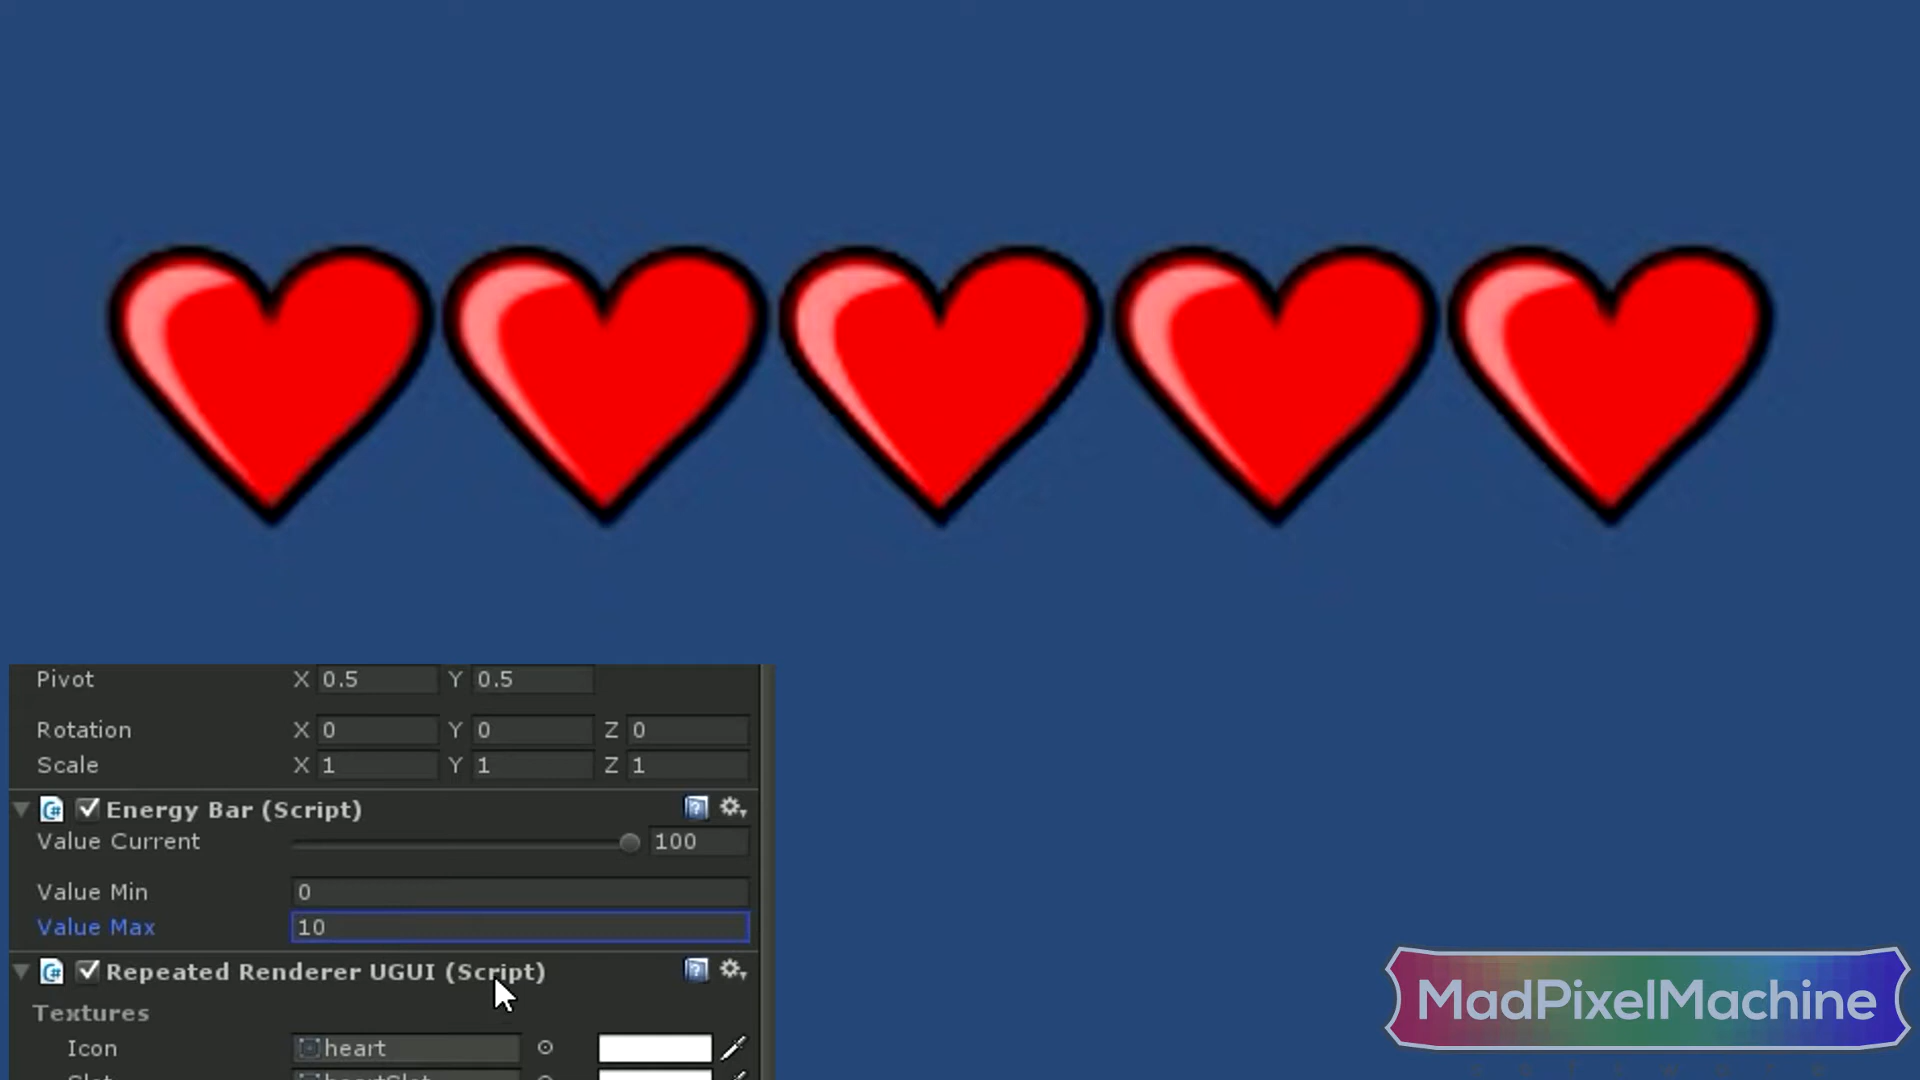 Pivot X 0.5 Y 0.5
Rotation X 0 Y 0 Z 0
Scale X 1 Y 1 Z 1
Energy Bar (Script)
Value Current 100
Value Min 0
Value Max 10
Repeated Renderer UGUI (Script)
Textures
Icon heart
MadPixelMachine